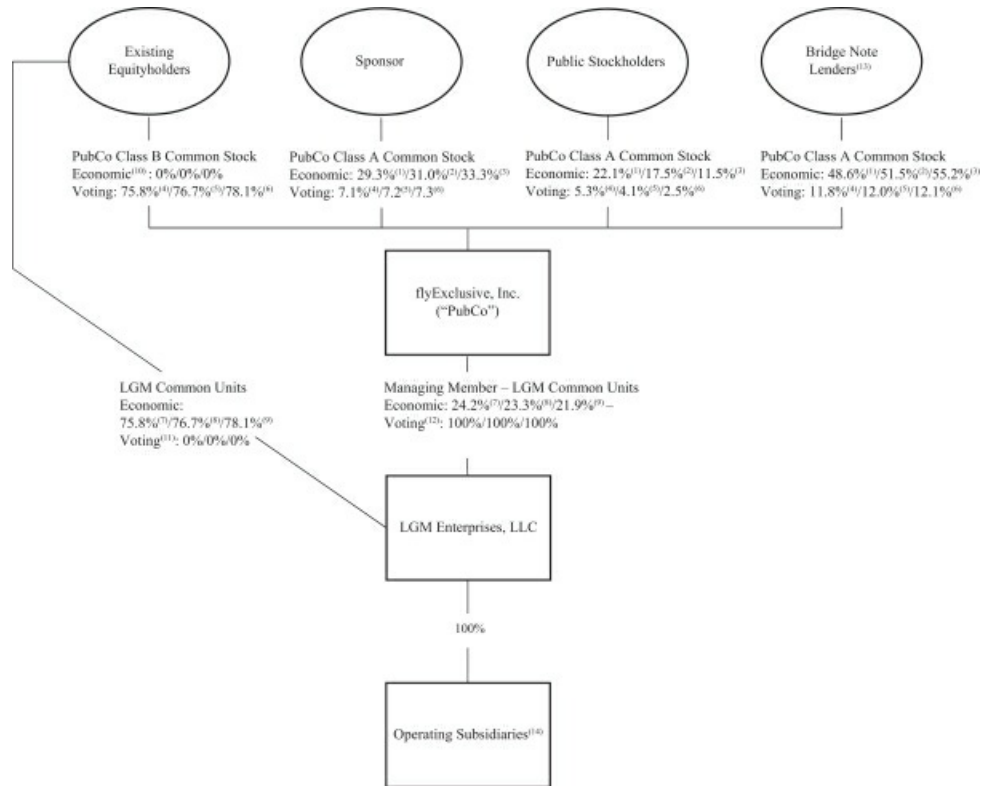 Existing
Equityholders
Sponsor
Public Stockholders
Bridge Note
Lenders(13)
PubCo Class B Common Stock
Economic(10) : 0%/0%/0%
Voting: 75.8%(4)/76.7%(5)/78.1%(6)
PubCo Class A Common Stock
Economic: 29.3%(1)/31.0%(2)/33.3%(3)
Voting: 7.1%(4)/7.2(5)/7.3(6)
PubCo Class A Common Stock
Economic: 22.1%(1)/17.5%(2)/11.5%(3)
Voting: 5.3%(4)/4.1%(5)/2.5%(6)
PubCo Class A Common Stock
Economic: 48.6%(1)/51.5%(2)/55.2%(3)
Voting: 11.8%(4)/12.0%(5)/12.1%(6)
flyExclusive, Inc.
(“PubCo”)
LGM Common Units
Economic:
75.8%(7)/76.7%(8)/78.1%(9)
Voting(11): 0%/0%/0%
Managing Member – LGM Common Units
Economic: 24.2%(7)/23.3%(8)/21.9%(9) –
Voting(12): 100%/100%/100%
LGM Enterprises, LLC
100%
Operating Subsidiaries(14)